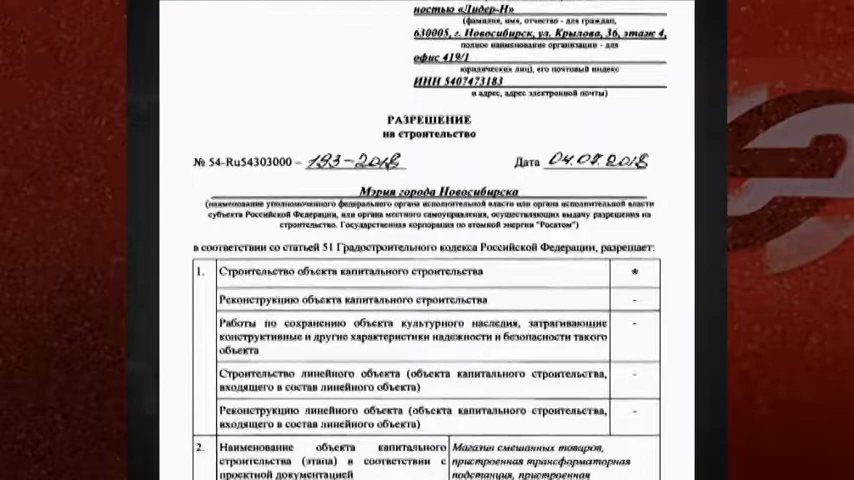 ностью «Лидер-Н»
(фамилия, имя, отчество - для граждан,
630005, г. Новосибирск, ул. Крылова, 36, этаж 4,
полное наименование организации - для
офис 419/1
юридических лиц), его почтовый индекс
ИНН 5407473183
и адрес, адрес электронной почты)
РАЗРЕШЕНИЕ
на строительство
№ 54-Ru54303000 – 193-2018 Дата 04.07.2018
Мэрия города Новосибирска
(наименование уполномоченного федерального органа исполнительной власти или органа исполнительной власти
субъекта Российской Федерации, или органа местного самоуправления, осуществляющих выдачу разрешения на
строительство. Государственная корпорация по атомной энергии "Росатом")
в соответствии со статьей 51 Градостроительного кодекса Российской Федерации, разрешает:
1. Строительство объекта капитального строительства *
Реконструкцию объекта капитального строительства -
Работы по сохранению объекта культурного наследия, затрагивающие -
конструктивные и другие характеристики надежности и безопасности такого
объекта
Строительство линейного объекта (объекта капитального строительства, -
входящего в состав линейного объекта)
Реконструкцию линейного объекта (объекта капитального строительства, -
входящего в состав линейного объекта)
2. Наименование объекта капитального Магазин смешанных товаров,
строительства (этапа) в соответствии с пристроенная трансформаторная
проектной документацией подстанция, пристроенная